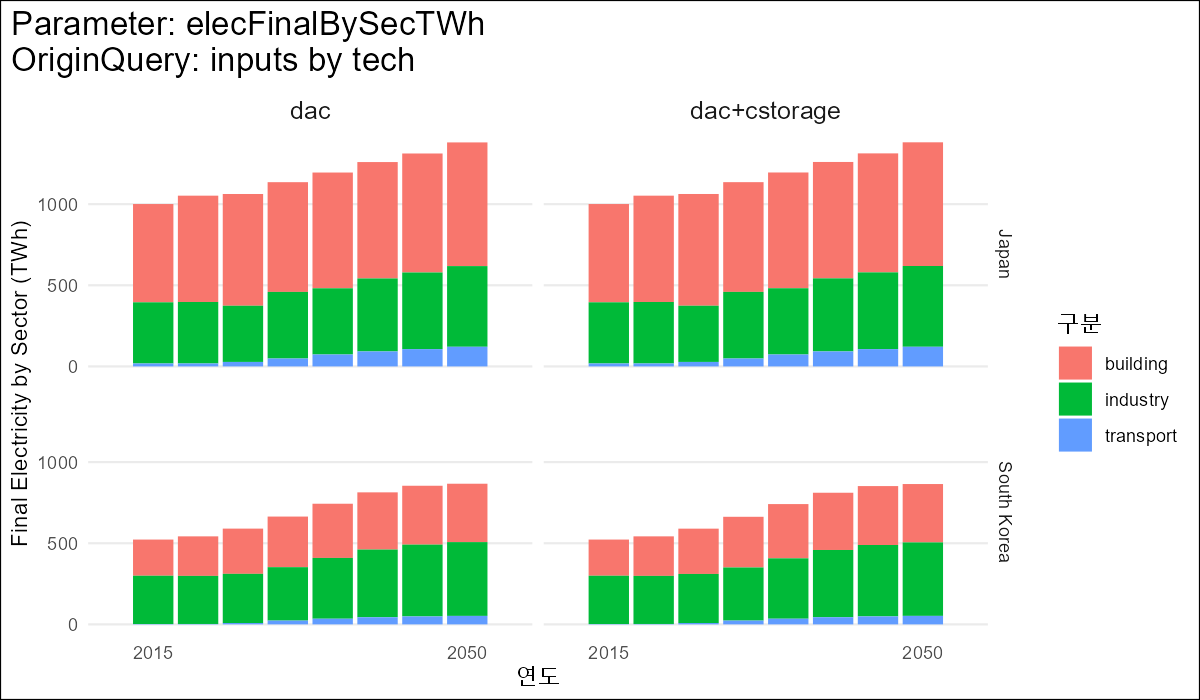 Parameter: elecFinalBySecTWh
OriginQuery: inputs by tech
dac
dac+cstorage
Final Electricity by Sector (TWh)
1000
500
0
Japan
1000
500
0
South Korea
2015
2050
2015
2050
연도
구분
building
industry
transport